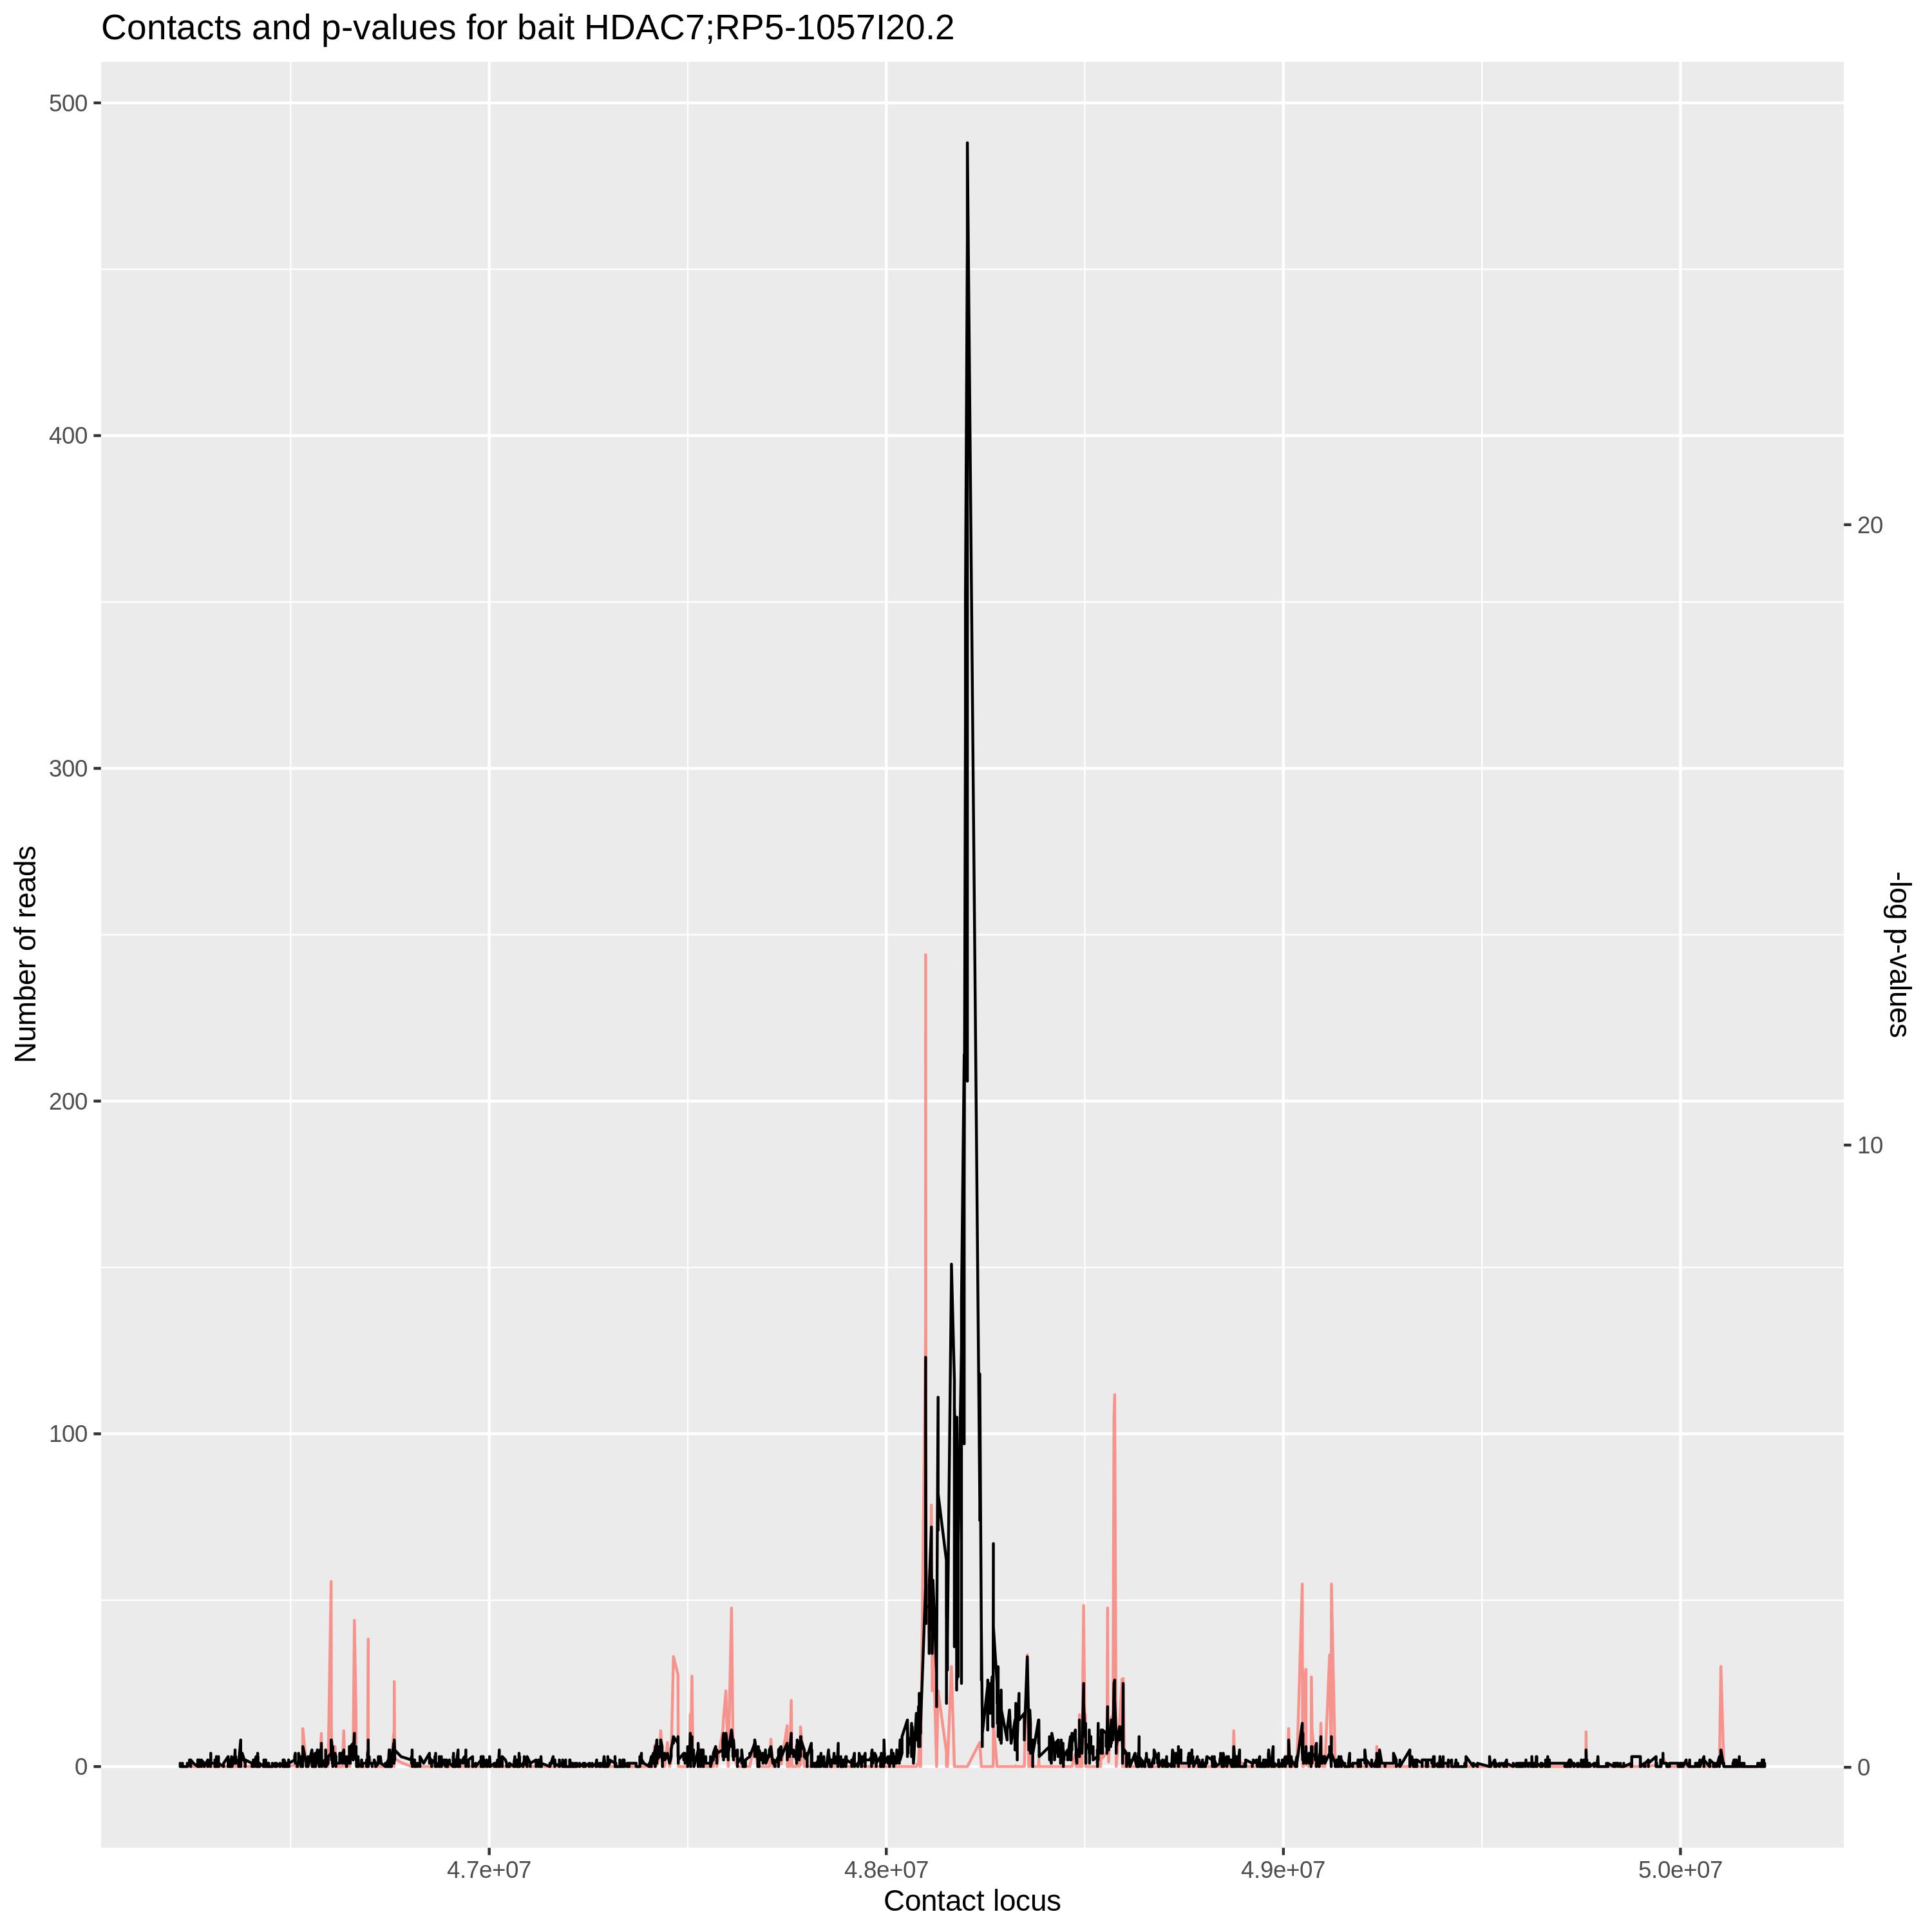 Contacts and p-values for bait HDAC7;RP5-1057I20.2
500
400
300
200
100
0
Number of reads
20
10
0
-log p-values
4.7e+07
4.8e+07
4.9e+07
5.0e+07
Contact locus